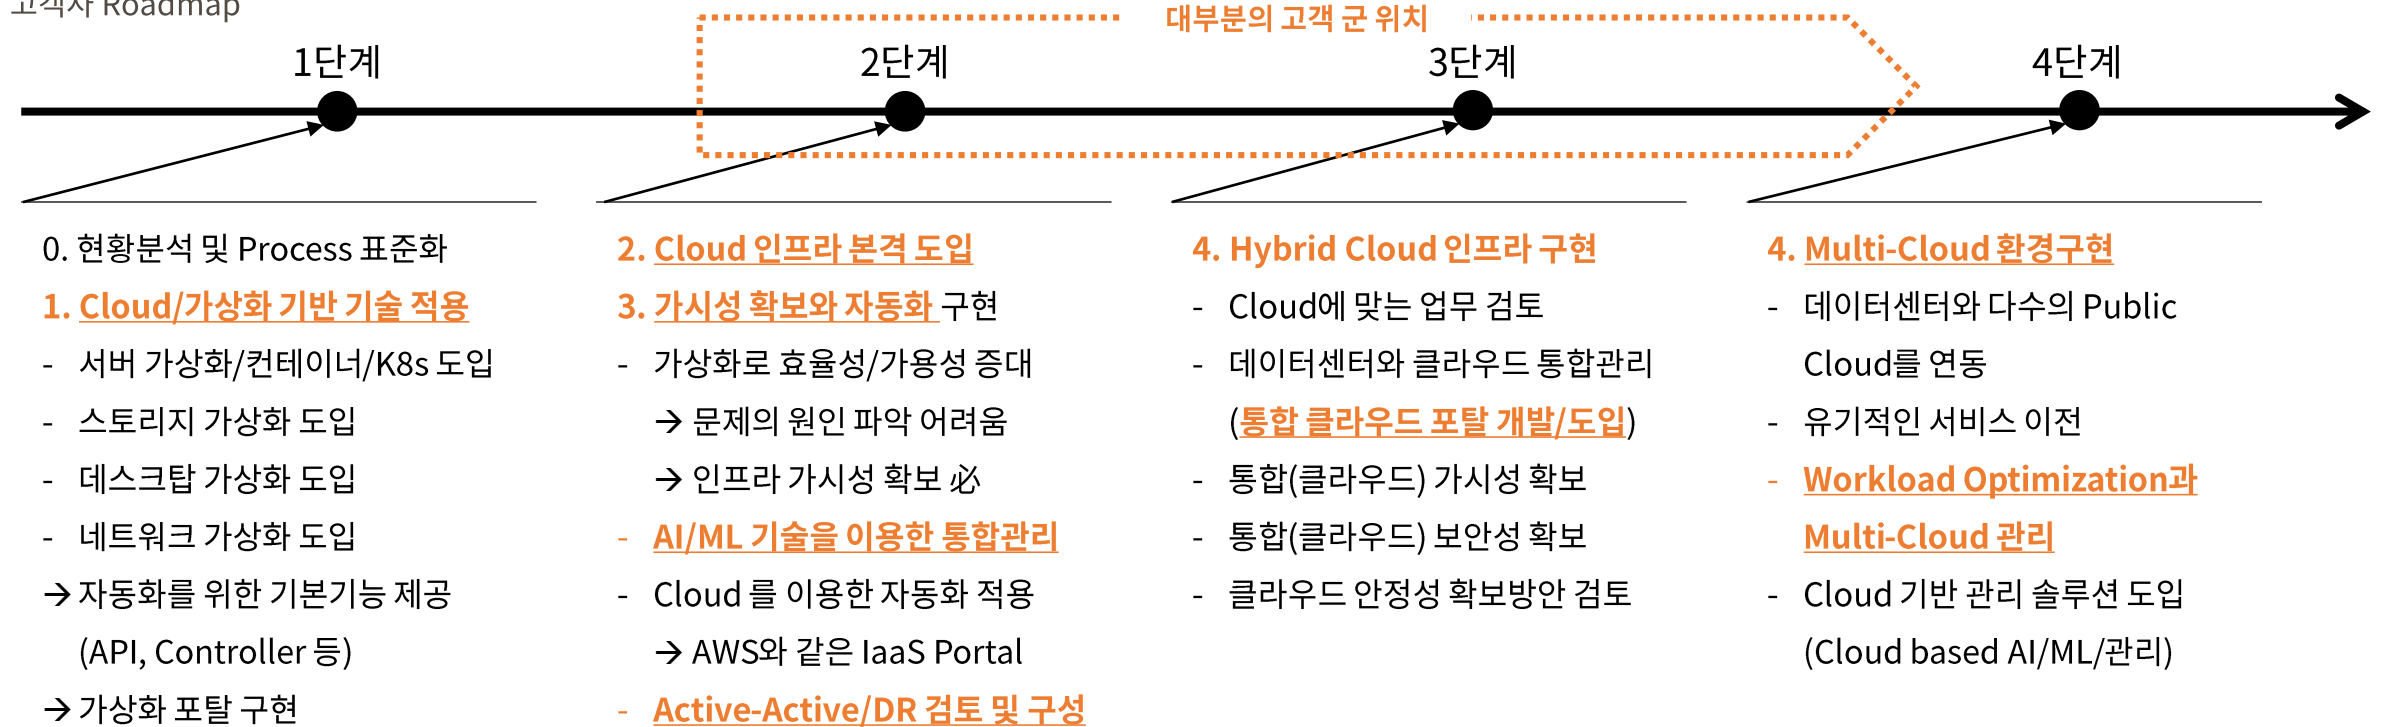 고객사 Roadmap
대부분의 고객 군 위치
1단계
2단계
3단계
4단계
0. 현황분석 및 Process 표준화
1. Cloud/가상화 기반 기술 적용
- 서버 가상화/컨테이너/K8s 도입
- 스토리지 가상화 도입
- 데스크탑 가상화 도입
- 네트워크 가상화 도입
→ 자동화를 위한 기본기능 제공
(API, Controller 등)
→ 가상화 포탈 구현
2. Cloud 인프라 본격 도입
3. 가시성 확보와 자동화 구현
- 가상화로 효율성/가용성 증대
→ 문제의 원인 파악 어려움
→ 인프라 가시성 확보 必
- AI/ML 기술을 이용한 통합관리
- Cloud 를 이용한 자동화 적용
→ AWS와 같은 IaaS Portal
- Active-Active/DR 검토 및 구성
4. Hybrid Cloud 인프라 구현
- Cloud에 맞는 업무 검토
- 데이터센터와 클라우드 통합관리
(통합 클라우드 포탈 개발/도입)
- 통합(클라우드) 가시성 확보
- 통합(클라우드) 보안성 확보
- 클라우드 안정성 확보방안 검토
4. Multi-Cloud 환경구현
- 데이터센터와 다수의 Public
Cloud를 연동
- 유기적인 서비스 이전
- Workload Optimization과
Multi-Cloud 관리
- Cloud 기반 관리 솔루션 도입
(Cloud based AI/ML/관리)